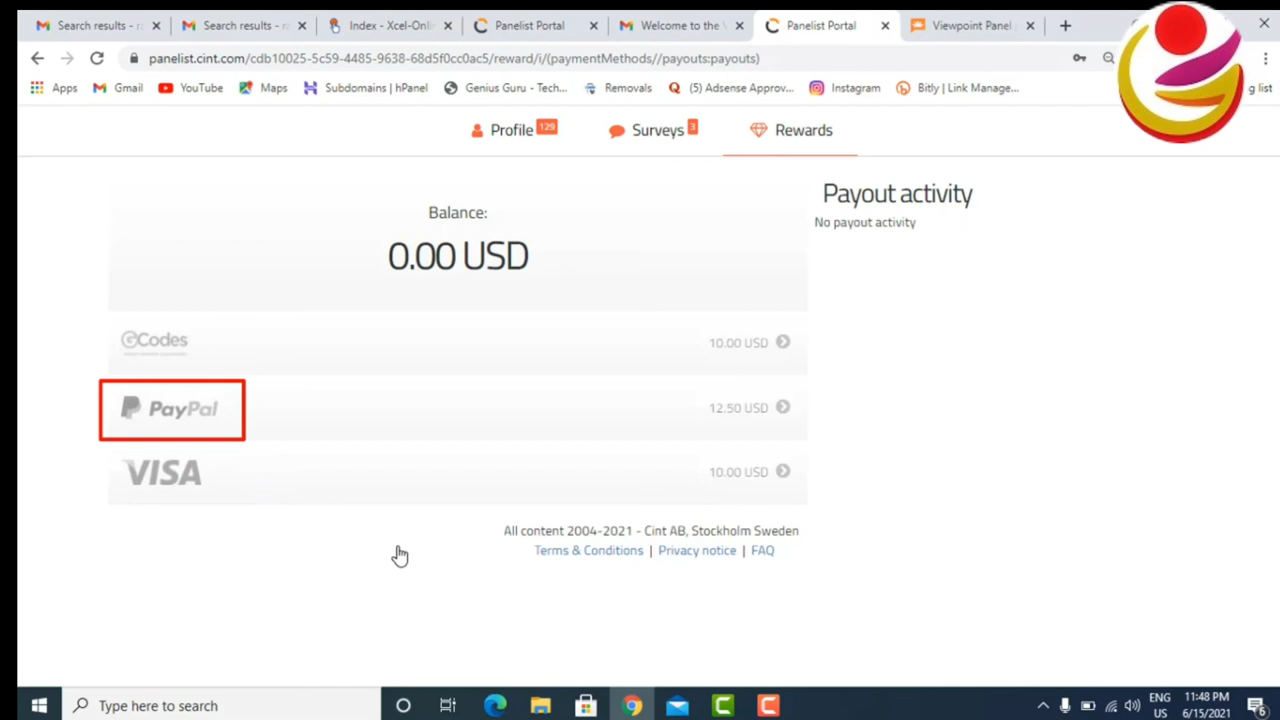 Search results - ra
Search results - ra
Index - Xcel-Onli
Panelist Portal
Welcome to the V
Panelist Portal
Viewpoint Panel
panelist.cint.com/cdb10025-5c59-4485-9638-68d5f0cc0ac5/reward/i/(paymentMethods//payouts:payouts)
Apps
Gmail
YouTube
Maps
Subdomains | hPanel
Genius Guru - Tech...
Removals
(5) Adsense Approv...
Instagram
Bitly | Link Manage...
g list
Profile 129
Surveys 3
Rewards
Balance:
0.00 USD
Payout activity
No payout activity
GCodes
10.00 USD
PayPal
12.50 USD
VISA
10.00 USD
All content 2004-2021 - Cint AB, Stockholm Sweden
Terms & Conditions | Privacy notice | FAQ
Type here to search
ENG
US
11:48 PM
6/15/2021
6